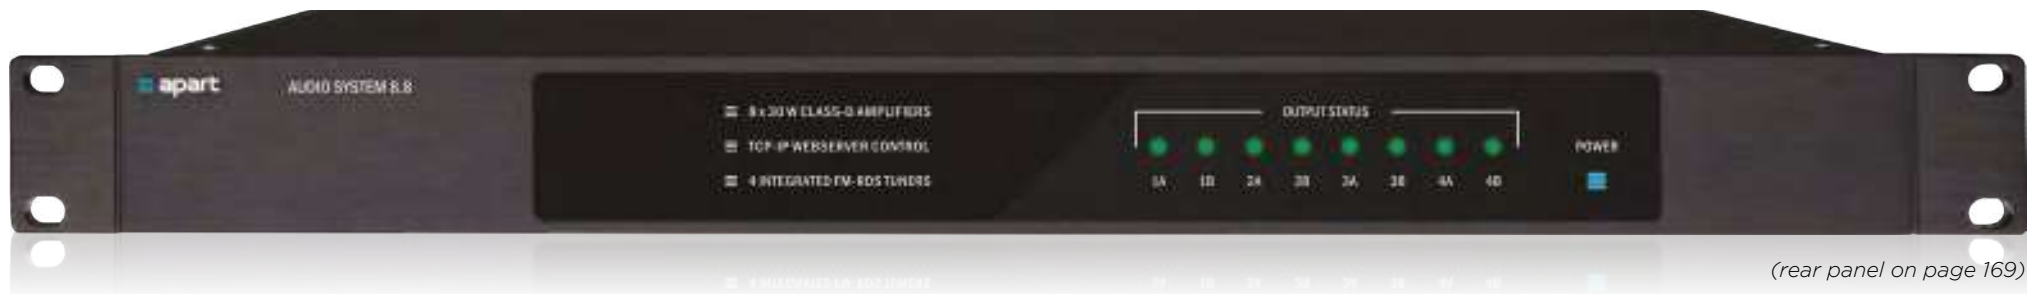 apart
AUDIO SYSTEM 8.8
8 x 30 W CLASS-D AMPLIFIERS
TCP-IP WEBSERVER CONTROL
4 INTEGRATED FM-RDS TUNERS
OUTPUT STATUS
1A 1B 2A 2B 3A 3B 4A 4B
POWER
(rear panel on page 169)